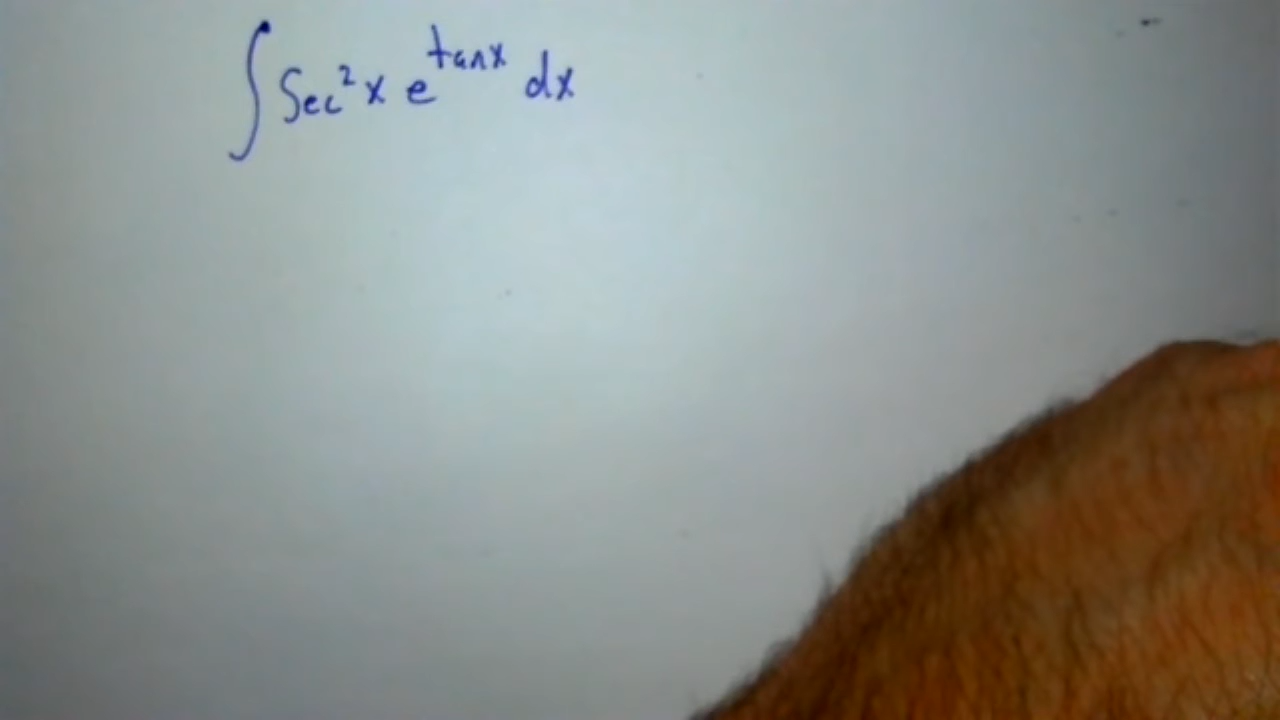 ∫ Sec²x e^tanx dx